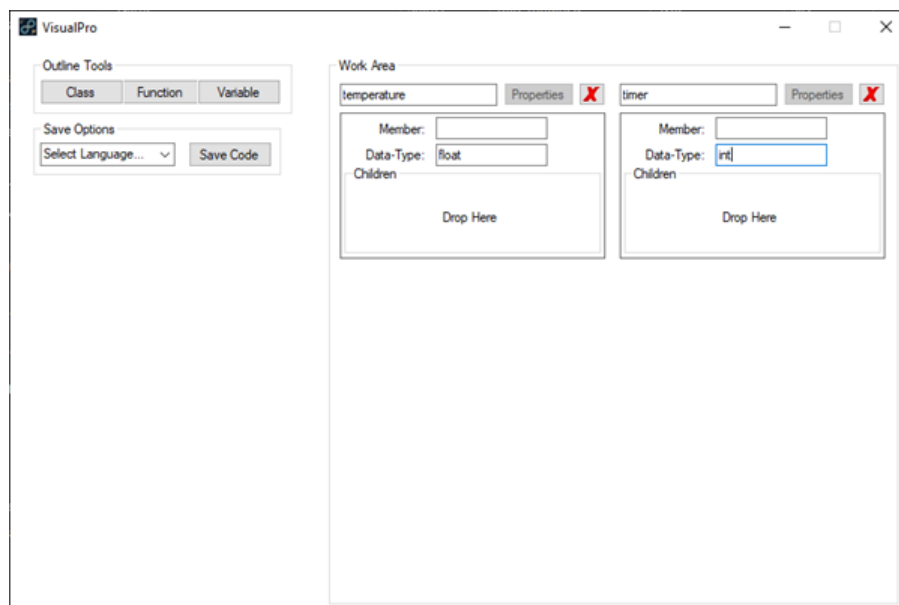 VisualPro
Outline Tools
Class Function Variable
Save Options
Select Language... Save Code
Work Area
temperature Properties X timer Properties X
Member: Member:
Data-Type: float Data-Type: int
Children Children
Drop Here Drop Here